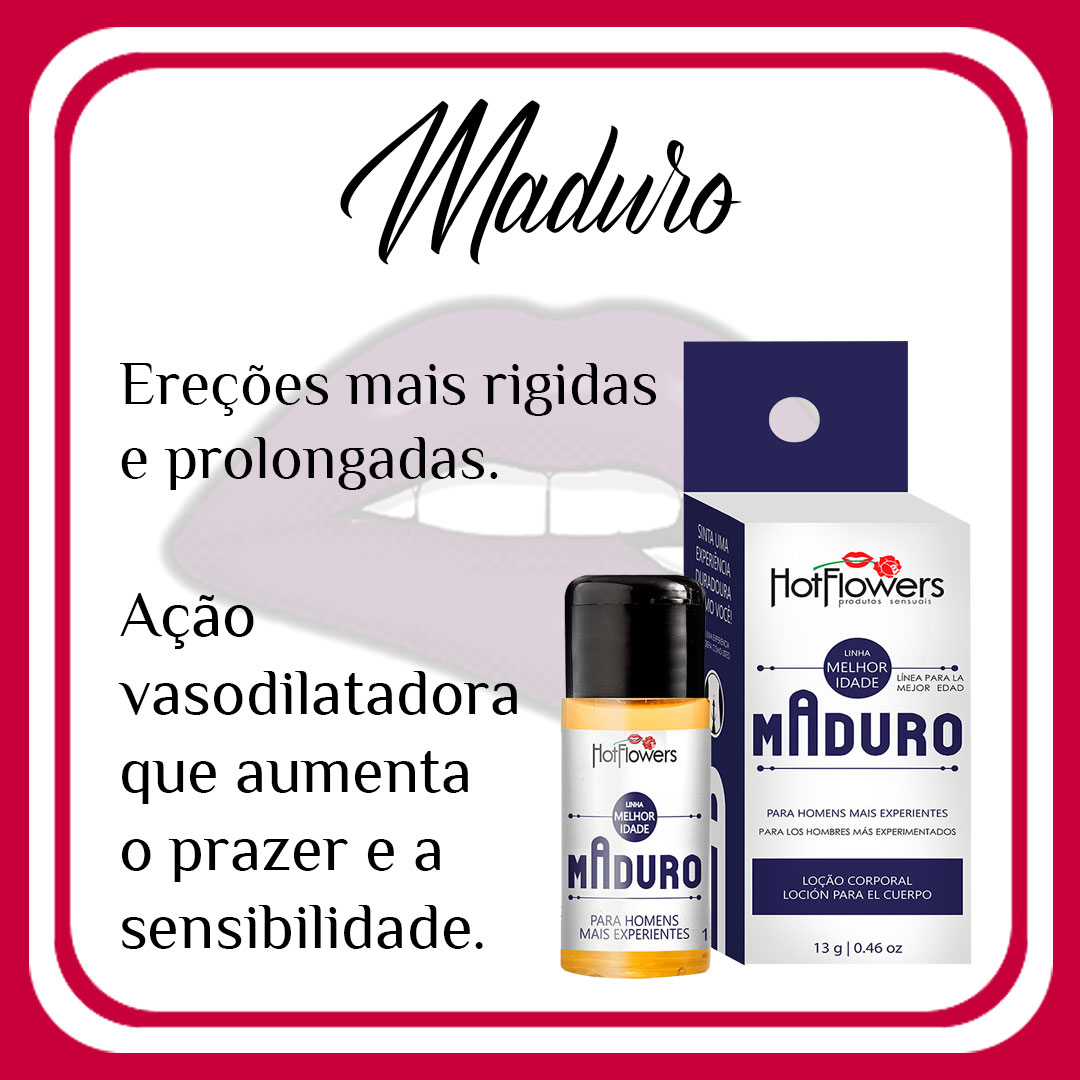 Maduro
Ereções mais rigidas
e prolongadas.
Ação
vasodilatadora
que aumenta
o prazer e a
sensibilidade.
SINTA UMA
EXPERIÊNCIA
DURADOURA
VOCÊ!
HotFlowers
produtos sensuais
LINHA
MELHOR
IDADE
LÍNEA PARA LA
MEJOR EDAD
MADURO
PARA HOMENS MAIS EXPERIENTES
PARA LOS HOMBRES MÁS EXPERIMENTADOS
LOÇÃO CORPORAL
LOCIÓN PARA EL CUERPO
13 g | 0.46 oz
HotFlowers
LINHA
MELHOR
IDADE
MADURO
PARA HOMENS
MAIS EXPERIENTES